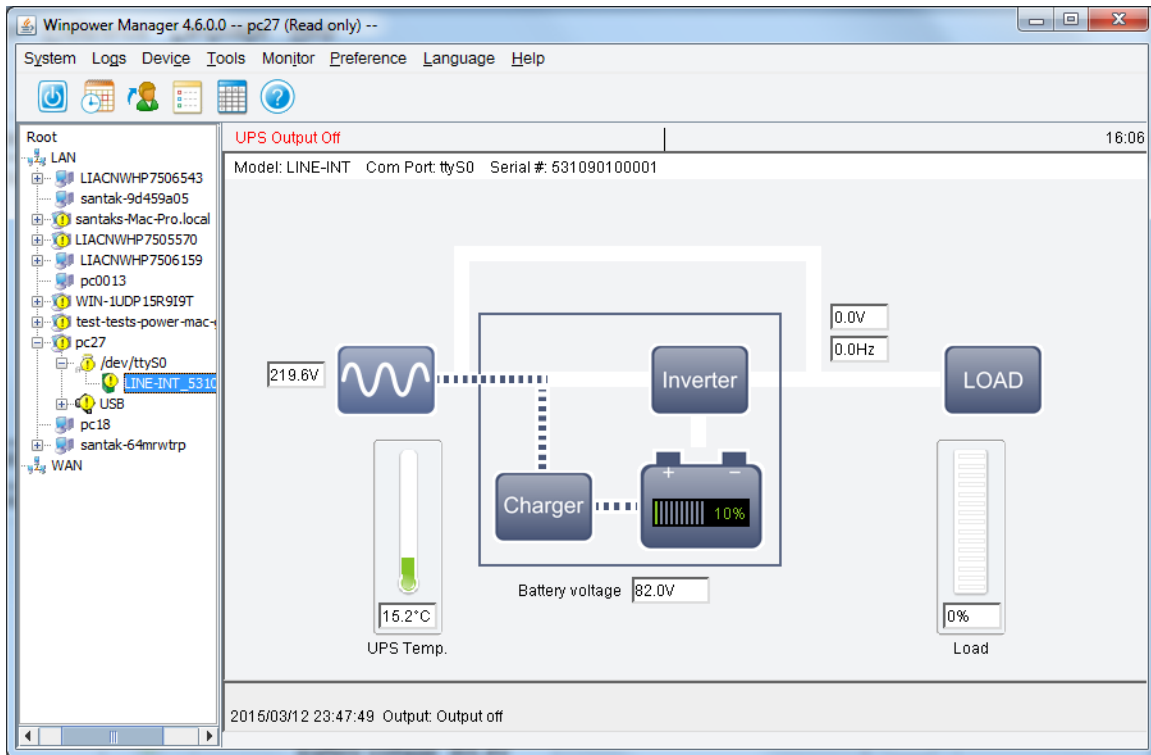 Winpower Manager 4.6.0.0 -- pc27 (Read only) --
System Logs Device Tools Monitor Preference Language Help
Root
LAN
LIACNWHP7506543
santak-9d459a05
santaks-Mac-Pro.local
LIACNWHP7505570
LIACNWHP7506159
pc0013
WIN-1UDP15R9I9T
test-tests-power-mac-
pc27
/dev/ttyS0
LINE-INT_5310
USB
pc18
santak-64mrwtrp
WAN
UPS Output Off
16:06
Model: LINE-INT Com Port: ttyS0 Serial #: 531090100001
219.6V
Inverter
0.0V
0.0Hz
LOAD
Charger
+ −
10%
Battery voltage 82.0V
15.2°C
UPS Temp.
0%
Load
2015/03/12 23:47:49 Output: Output off